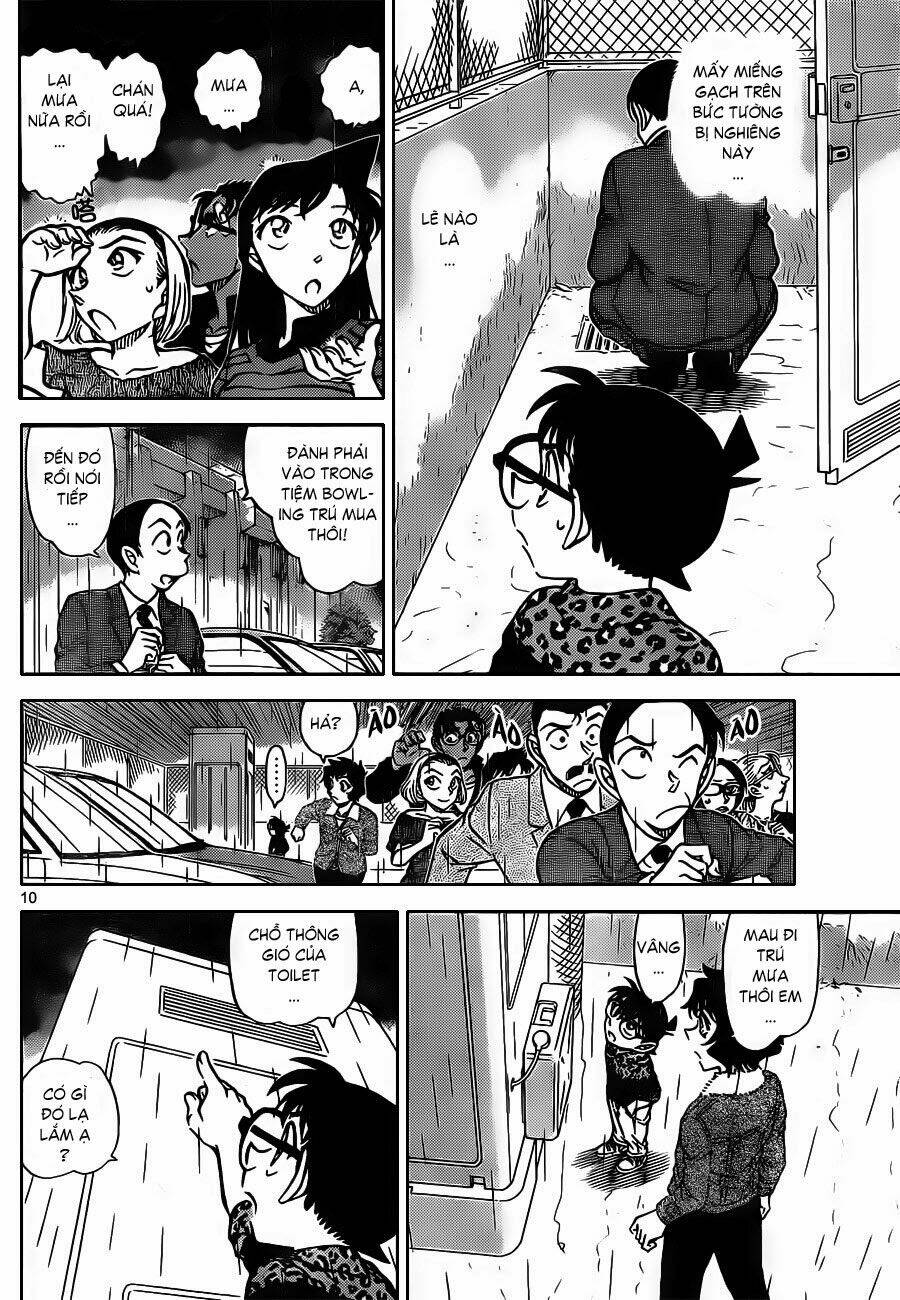 MẤY MIẾNG
GẠCH TRÊN
BỨC TƯỜNG
BỊ NGHIÊNG
NÀY
...
LẼ NÀO
LÀ
...
A,
MƯA
...
CHÁN
QUÁ!
LẠI
MƯA
NỮA RỒI
...
嗒
ĐÀNH PHẢI
VÀO TRONG
TIỆM BOWL-
ING TRÚ MƯA
THÔI!
ĐẾN ĐÓ
RỒI NÓI
TIẾP
...
ÀO
ÀO
ÀO
HẢ?
......
10
MAU ĐI
TRÚ
MƯA
THÔI EM
...
VÂNG
...
CHỖ THÔNG
GIÓ CỦA
TOILET
...
CÓ GÌ
ĐÓ LẠ
LẮM Ạ
?